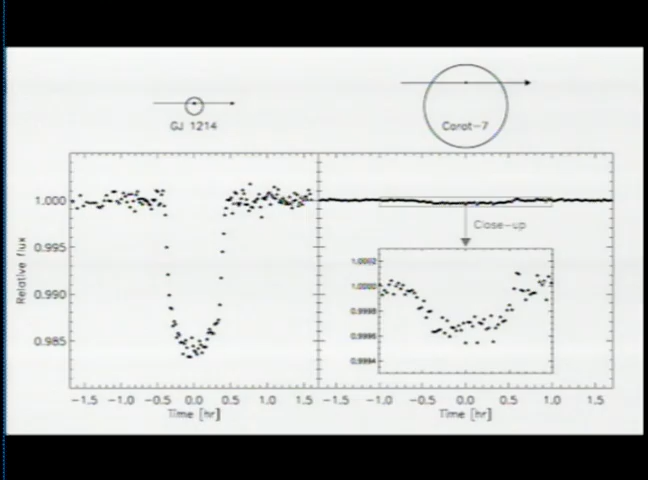 GJ 1214
Corot-7
1.000
0.995
0.990
0.985
Relative flux
Close-up
1.0002
1.0000
0.9998
0.9996
0.9994
-1.5 -1.0 -0.5 0.0 0.5 1.0 1.5
-1.5 -1.0 -0.5 0.0 0.5 1.0 1.5
Time [hr]
Time [hr]